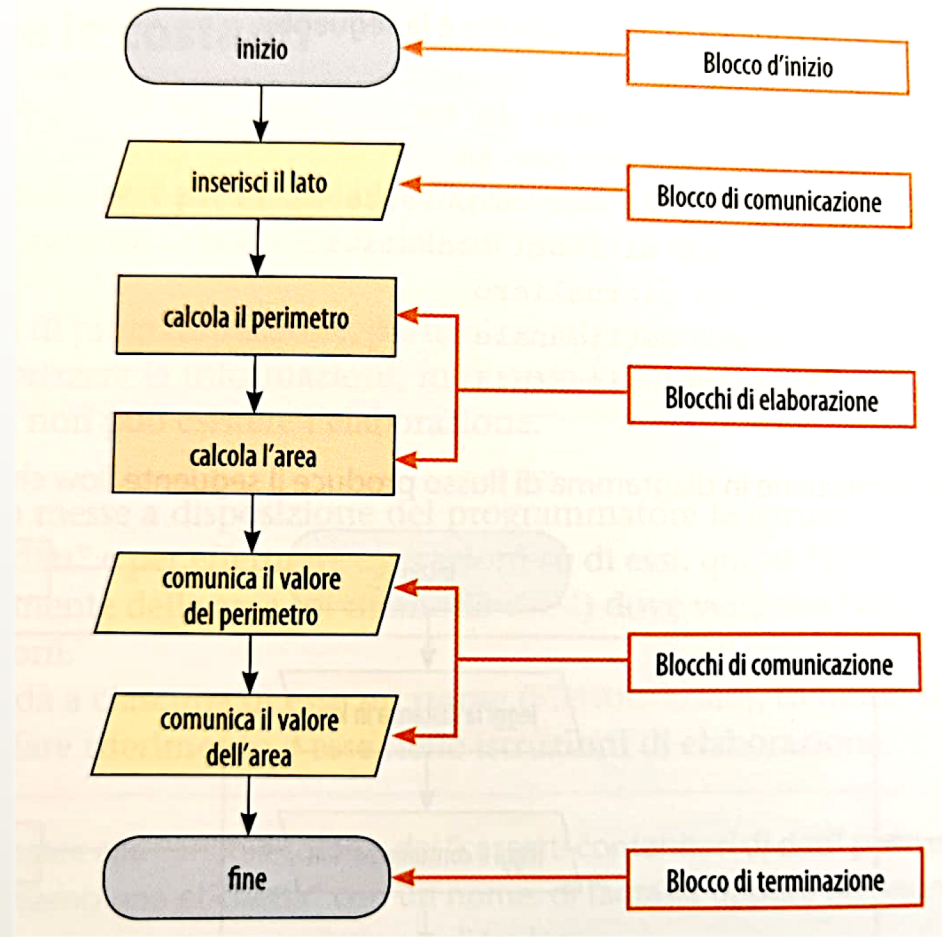 inizio
Blocco d'inizio
inserisci il lato
Blocco di comunicazione
calcola il perimetro
Blocchi di elaborazione
calcola l'area
comunica il valore
del perimetro
Blocchi di comunicazione
comunica il valore
dell'area
fine
Blocco di terminazione